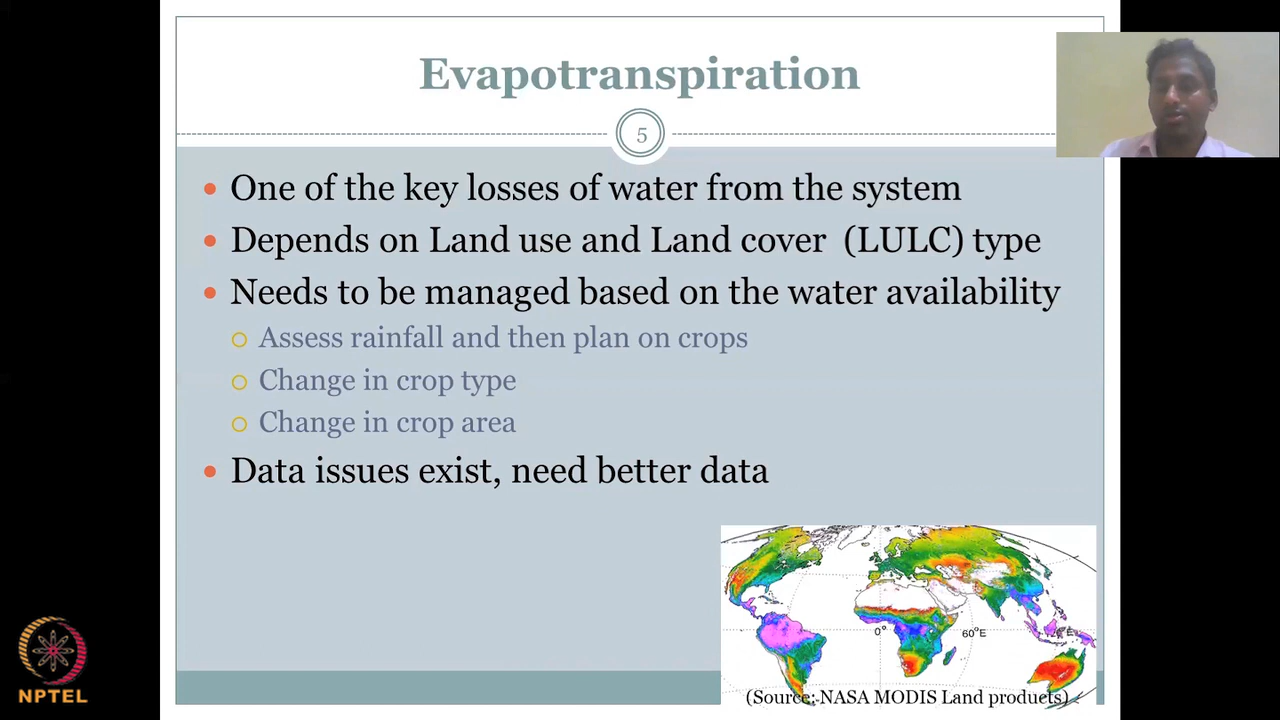 Evapotranspiration
5
One of the key losses of water from the system
Depends on Land use and Land cover (LULC) type
Needs to be managed based on the water availability
Assess rainfall and then plan on crops
Change in crop type
Change in crop area
Data issues exist, need better data
0° 60°E
(Source: NASA MODIS Land products)
NPTEL